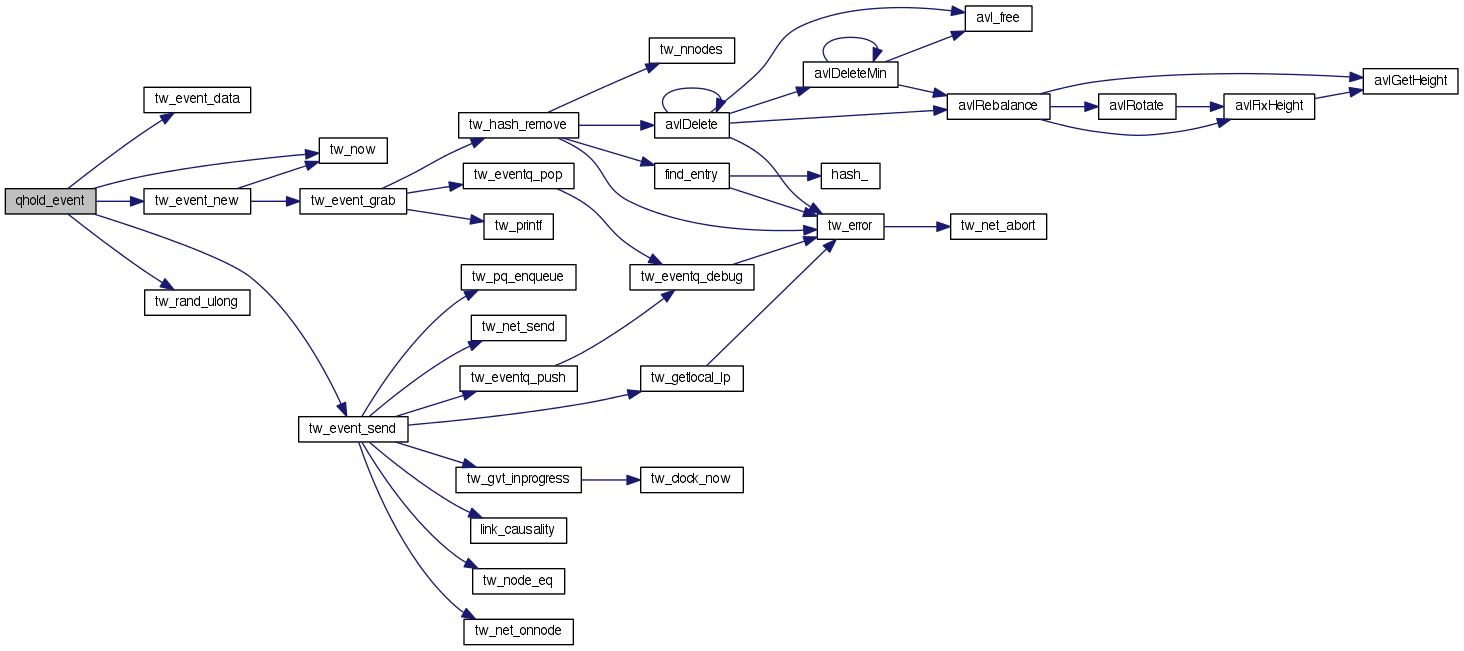 qhold_event
tw_event_data
tw_now
tw_event_new
tw_rand_ulong
tw_event_send
tw_event_grab
tw_hash_remove
tw_eventq_pop
tw_printf
tw_pq_enqueue
tw_net_send
tw_eventq_push
tw_gvt_inprogress
link_causality
tw_node_eq
tw_net_onnode
tw_nnodes
avlDelete
find_entry
tw_eventq_debug
tw_getlocal_lp
tw_clock_now
avlDeleteMin
hash_
tw_error
avl_free
avlRebalance
tw_net_abort
avlRotate
avlFixHeight
avlGetHeight